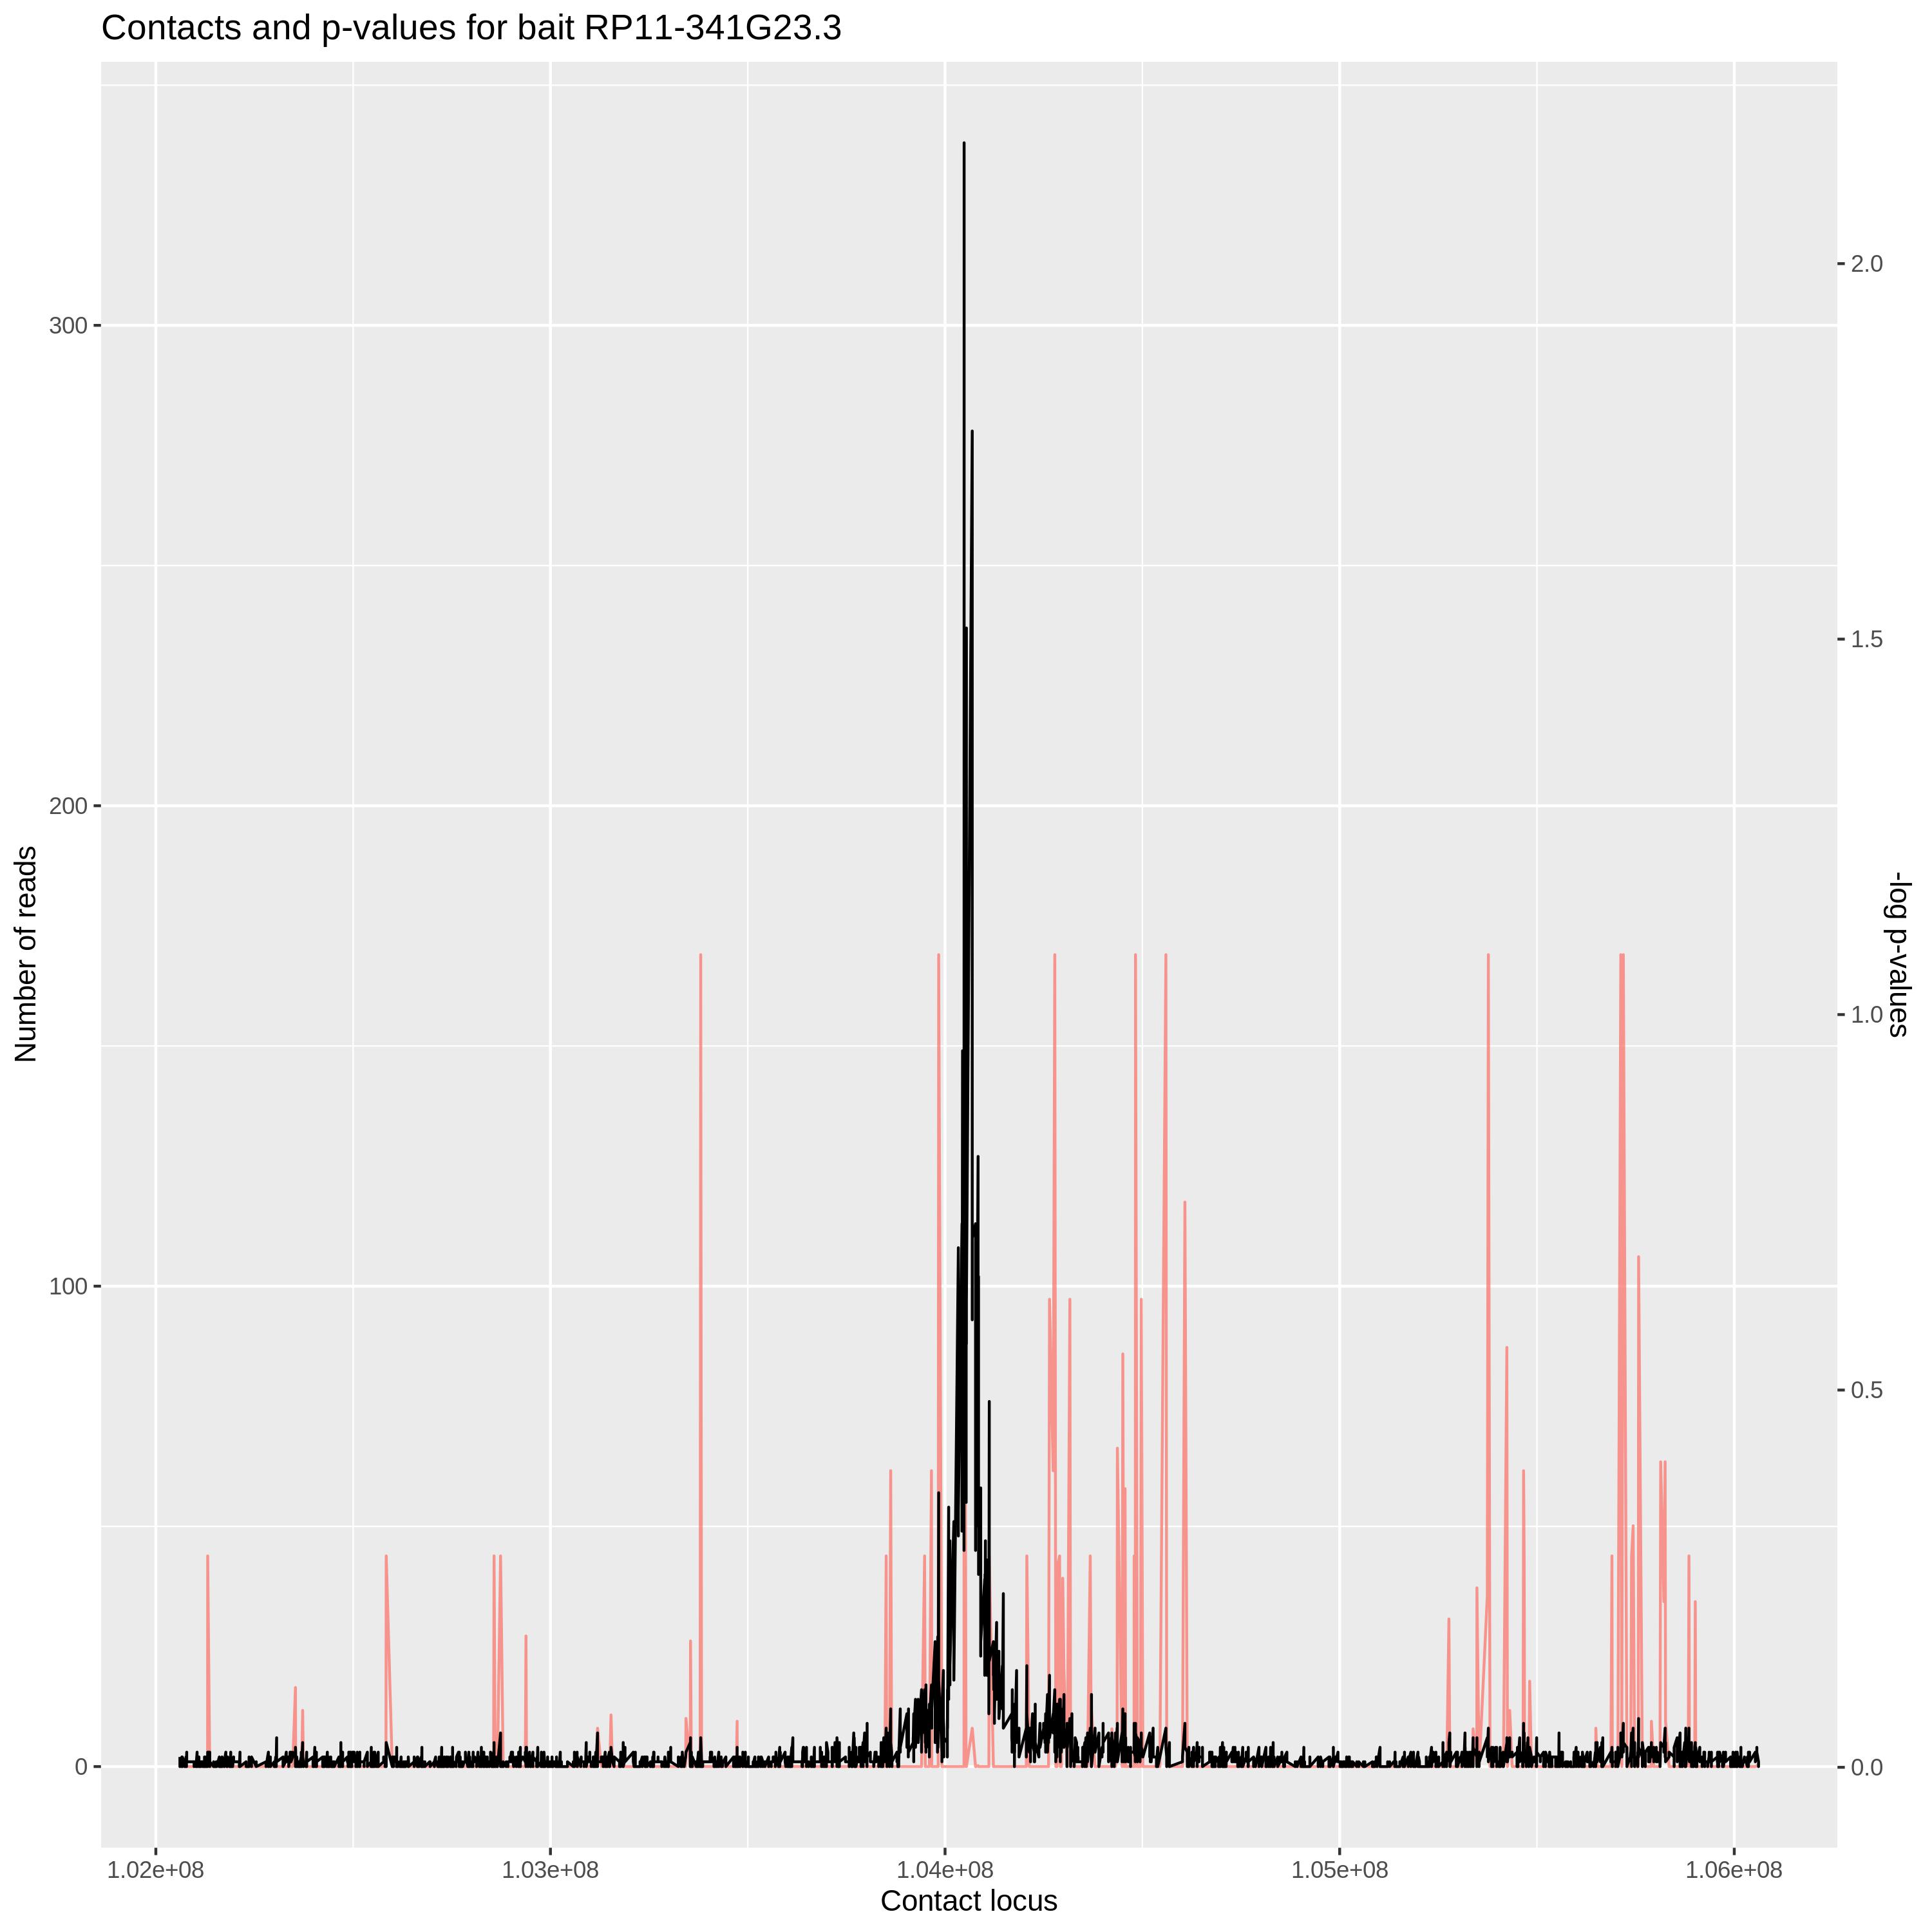 Contacts and p-values for bait RP11-341G23.3
300
200
100
0
Number of reads
2.0
1.5
1.0
0.5
0.0
-log p-values
1.02e+08
1.03e+08
1.04e+08
1.05e+08
1.06e+08
Contact locus